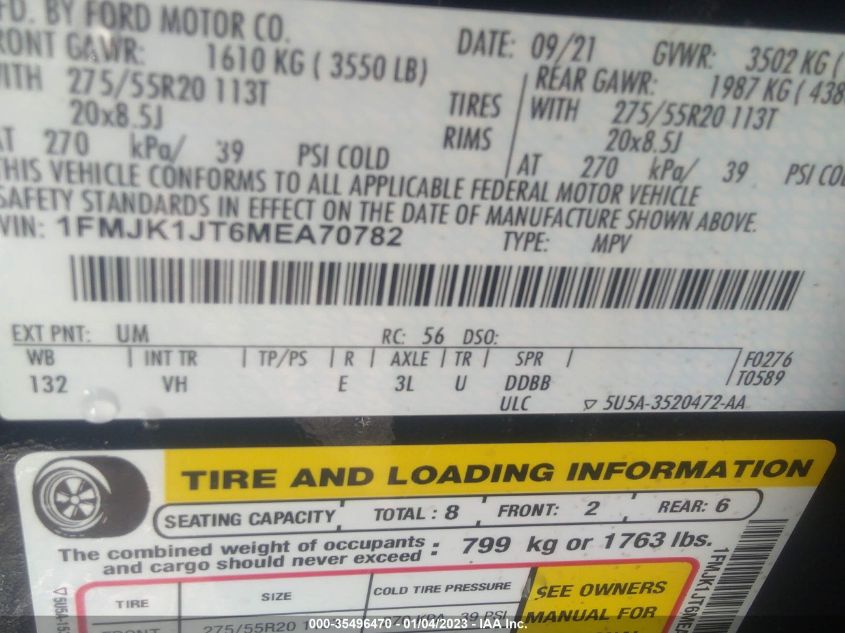 FD. BY FORD MOTOR CO.
DATE: 09/21 GVWR: 3502 KG (
RONT GAWR: 1610 KG ( 3550 LB)
REAR GAWR: 1987 KG ( 438
WITH 275/55R20 113T TIRES WITH 275/55R20 113T
20x8.5J RIMS 20x8.5J
AT 270 kPa/ 39 PSI COLD AT 270 kPa/ 39 PSI COL
THIS VEHICLE CONFORMS TO ALL APPLICABLE FEDERAL MOTOR VEHICLE
SAFETY STANDARDS IN EFFECT ON THE DATE OF MANUFACTURE SHOWN ABOVE.
VIN: 1FMJK1JT6MEA70782 TYPE: MPV
EXT PNT: UM RC: 56 DSO:
WB INT TR TP/PS R AXLE TR SPR F0276
132 VH E 3L U DDBB T0589
ULC ▽ 5U5A-3520472-AA
TIRE AND LOADING INFORMATION
SEATING CAPACITY TOTAL : 8 FRONT: 2 REAR: 6
The combined weight of occupants and cargo should never exceed : 799 kg or 1763 lbs.
TIRE SIZE COLD TIRE PRESSURE SEE OWNERS
MANUAL FOR
FRONT 275/55R20 39 PSI
1FMJK1JT6MEA
000-35496470 - 01/04/2023 - IAA Inc.